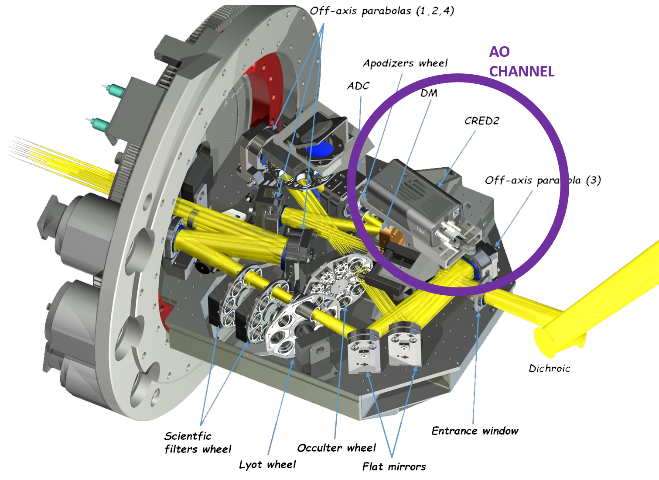 Off-axis parabolas (1,2,4)
AO
CHANNEL
Apodizers wheel
ADC
DM
CRED2
Off-axis parabola (3)
Dichroic
Entrance window
Scientfic
filters wheel
Occulter wheel
Lyot wheel
Flat mirrors